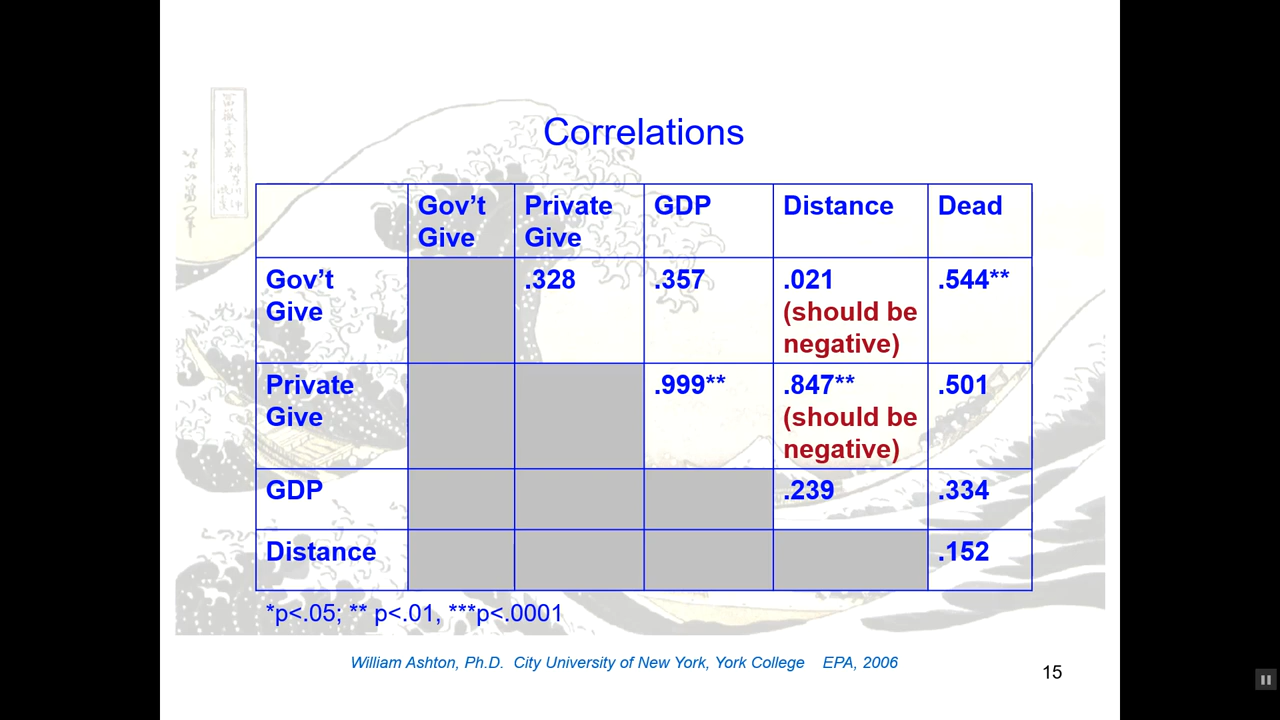 Correlations
Gov’t Give Private Give GDP Distance Dead
Gov’t Give .328 .357 .021 (should be negative) .544**
Private Give .999** .847** (should be negative) .501
GDP .239 .334
Distance .152
*p<.05; ** p<.01, ***p<.0001
William Ashton, Ph.D. City University of New York, York College EPA, 2006
15